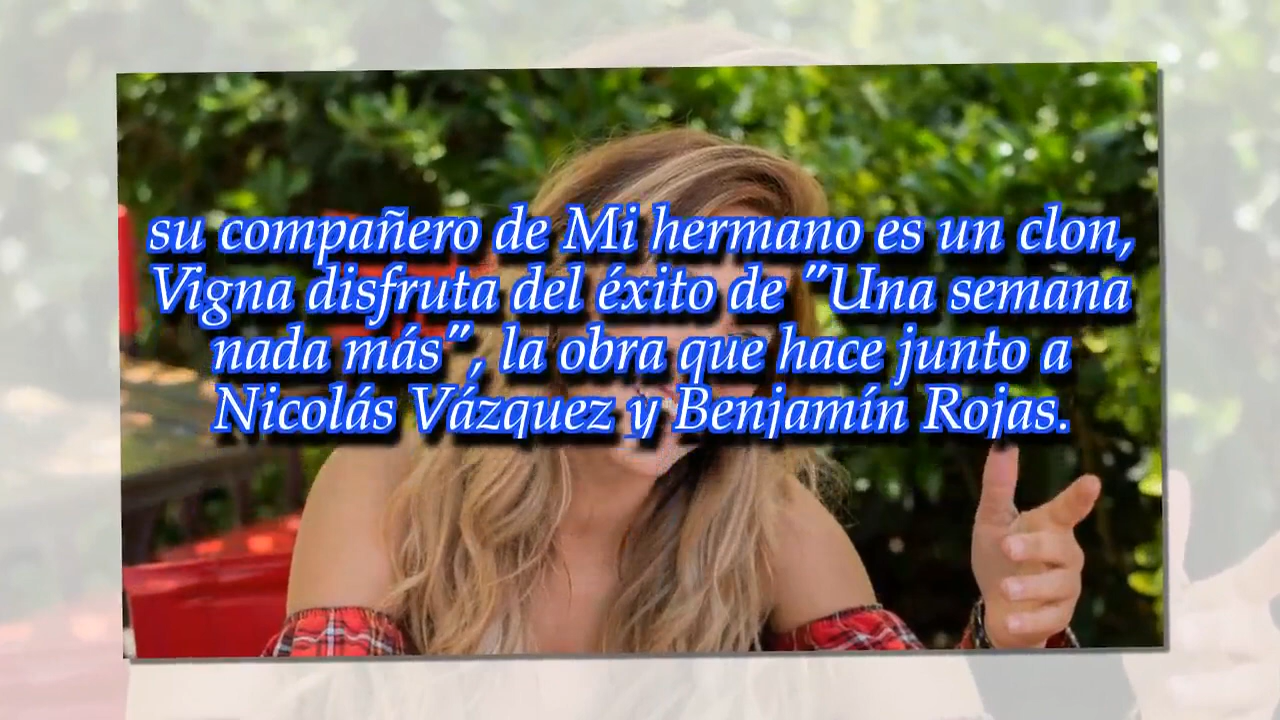 su compañero de Mi hermano es un clon,
Vigna disfruta del éxito de "Una semana
nada más", la obra que hace junto a
Nicolás Vázquez y Benjamín Rojas.